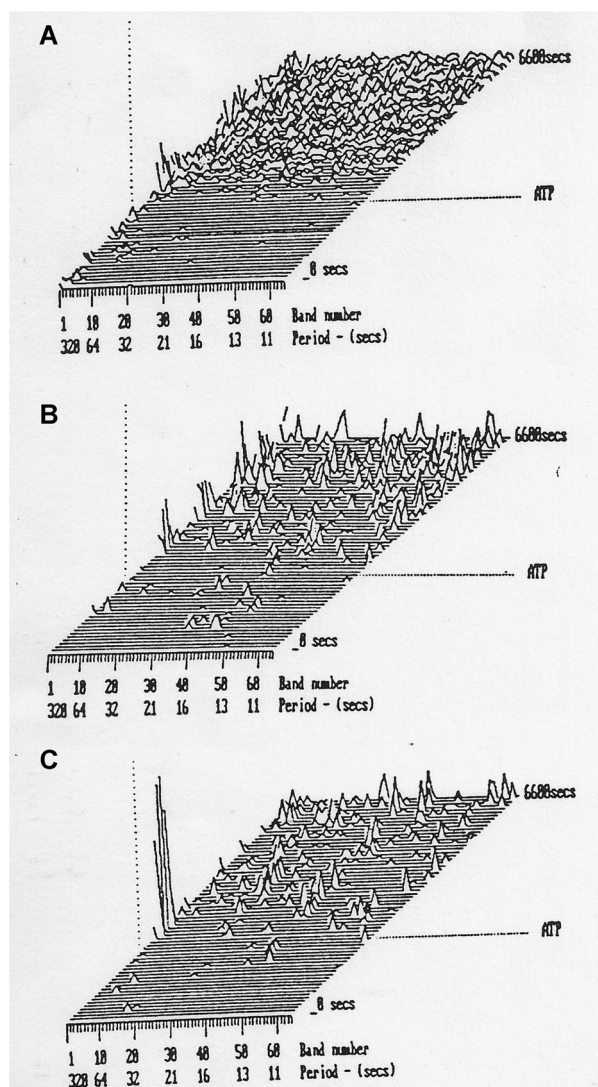 A
6600secs
ATP
_0 secs
1 10 20 30 40 50 60 Band number
320 64 32 21 16 13 11 Period - (secs)
B
6600secs
ATP
_0 secs
1 10 20 30 40 50 60 Band number
320 64 32 21 16 13 11 Period - (secs)
C
6600secs
ATP
_0 secs
1 10 20 30 40 50 60 Band number
320 64 32 21 16 13 11 Period - (secs)